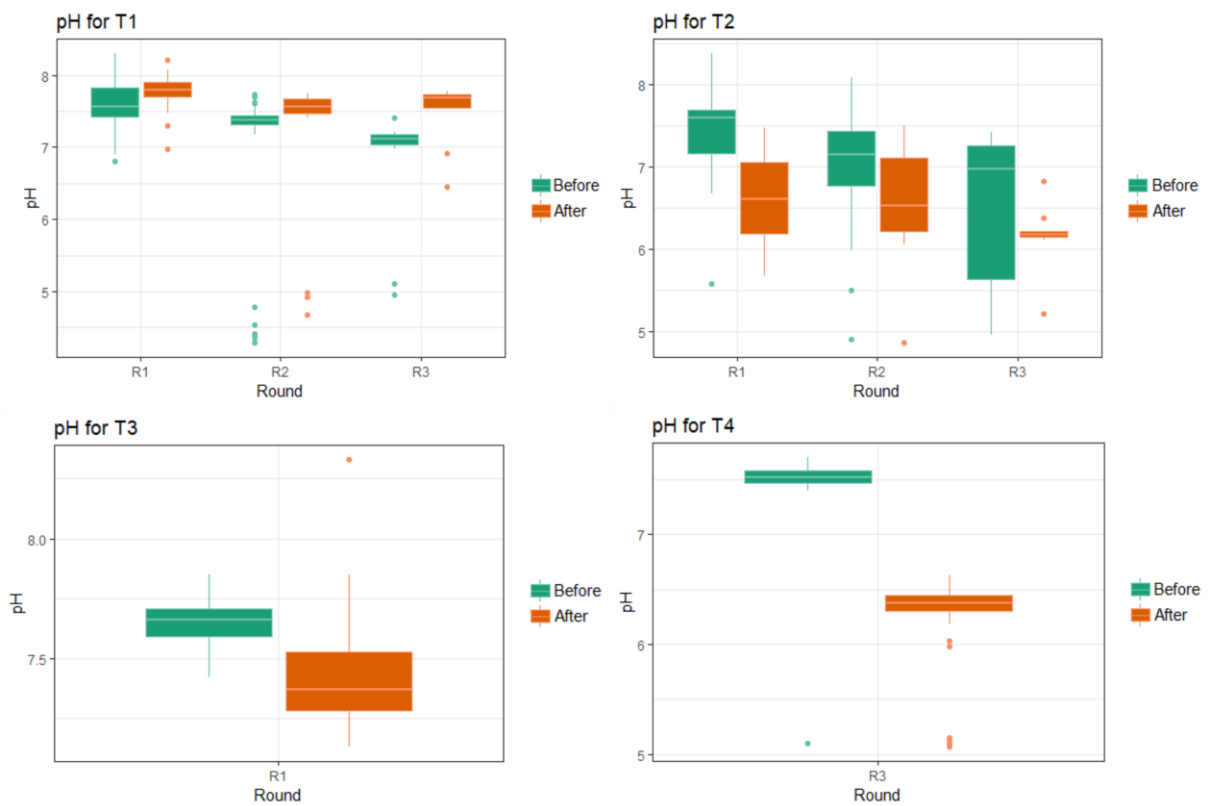 pH for T1
8
7
6
5
pH
R1
R2
R3
Round
Before
After
pH for T2
8
7
6
5
pH
R1
R2
R3
Round
Before
After
pH for T3
8.0
7.5
pH
R1
Round
Before
After
pH for T4
7
6
5
pH
R3
Round
Before
After